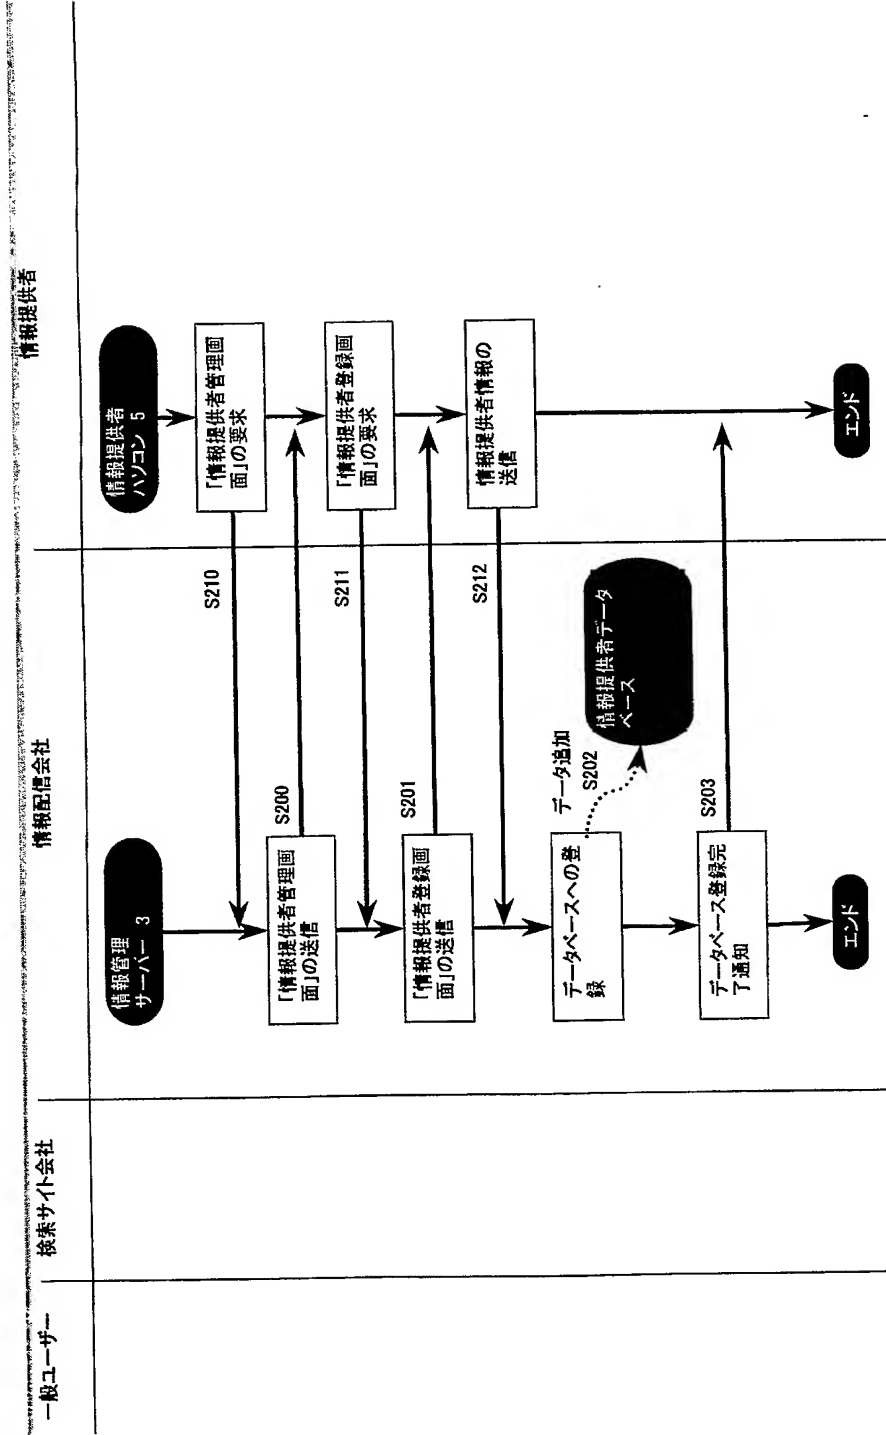 一般ユーザー
検索サイト会社
情報配信会社
情報提供者
情報管理
サーバー 3
情報提供者
パソコン 5
「情報提供者管理画
面」の要求
S210
「情報提供者管理画
面」の送信
S200
「情報提供者登録画
面」の要求
S211
「情報提供者登録画
面」の送信
S201
情報提供者情報の
送信
S212
データベースへの登
録
データ追加
S202
情報提供者データ
ベース
データベース登録完
了通知
S203
エンド
エンド